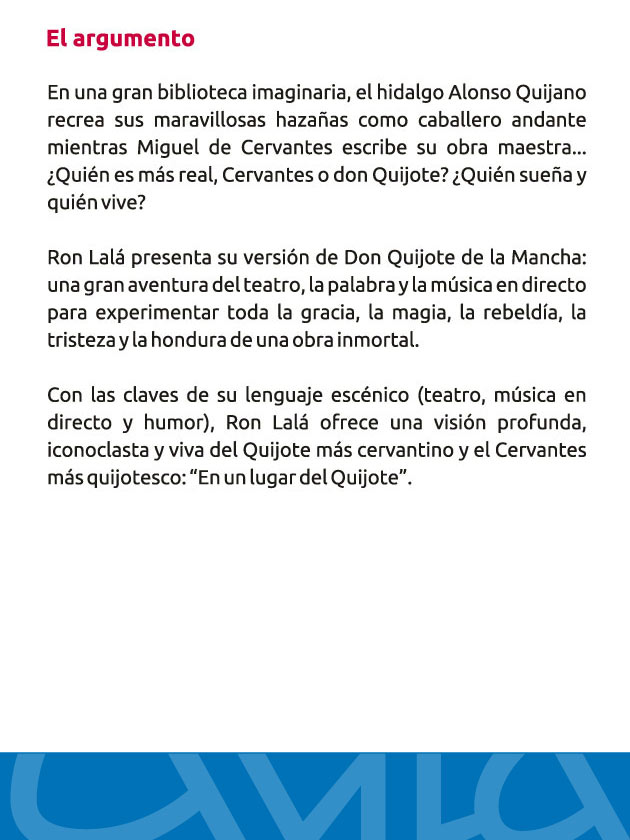 El argumento
En una gran biblioteca imaginaria, el hidalgo Alonso Quijano
recrea sus maravillosas hazañas como caballero andante
mientras Miguel de Cervantes escribe su obra maestra...
¿Quién es más real, Cervantes o don Quijote? ¿Quién sueña y
quién vive?
Ron Lalá presenta su versión de Don Quijote de la Mancha:
una gran aventura del teatro, la palabra y la música en directo
para experimentar toda la gracia, la magia, la rebeldía, la
tristeza y la hondura de una obra inmortal.
Con las claves de su lenguaje escénico (teatro, música en
directo y humor), Ron Lalá ofrece una visión profunda,
iconoclasta y viva del Quijote más cervantino y el Cervantes
más quijotesco: “En un lugar del Quijote”.